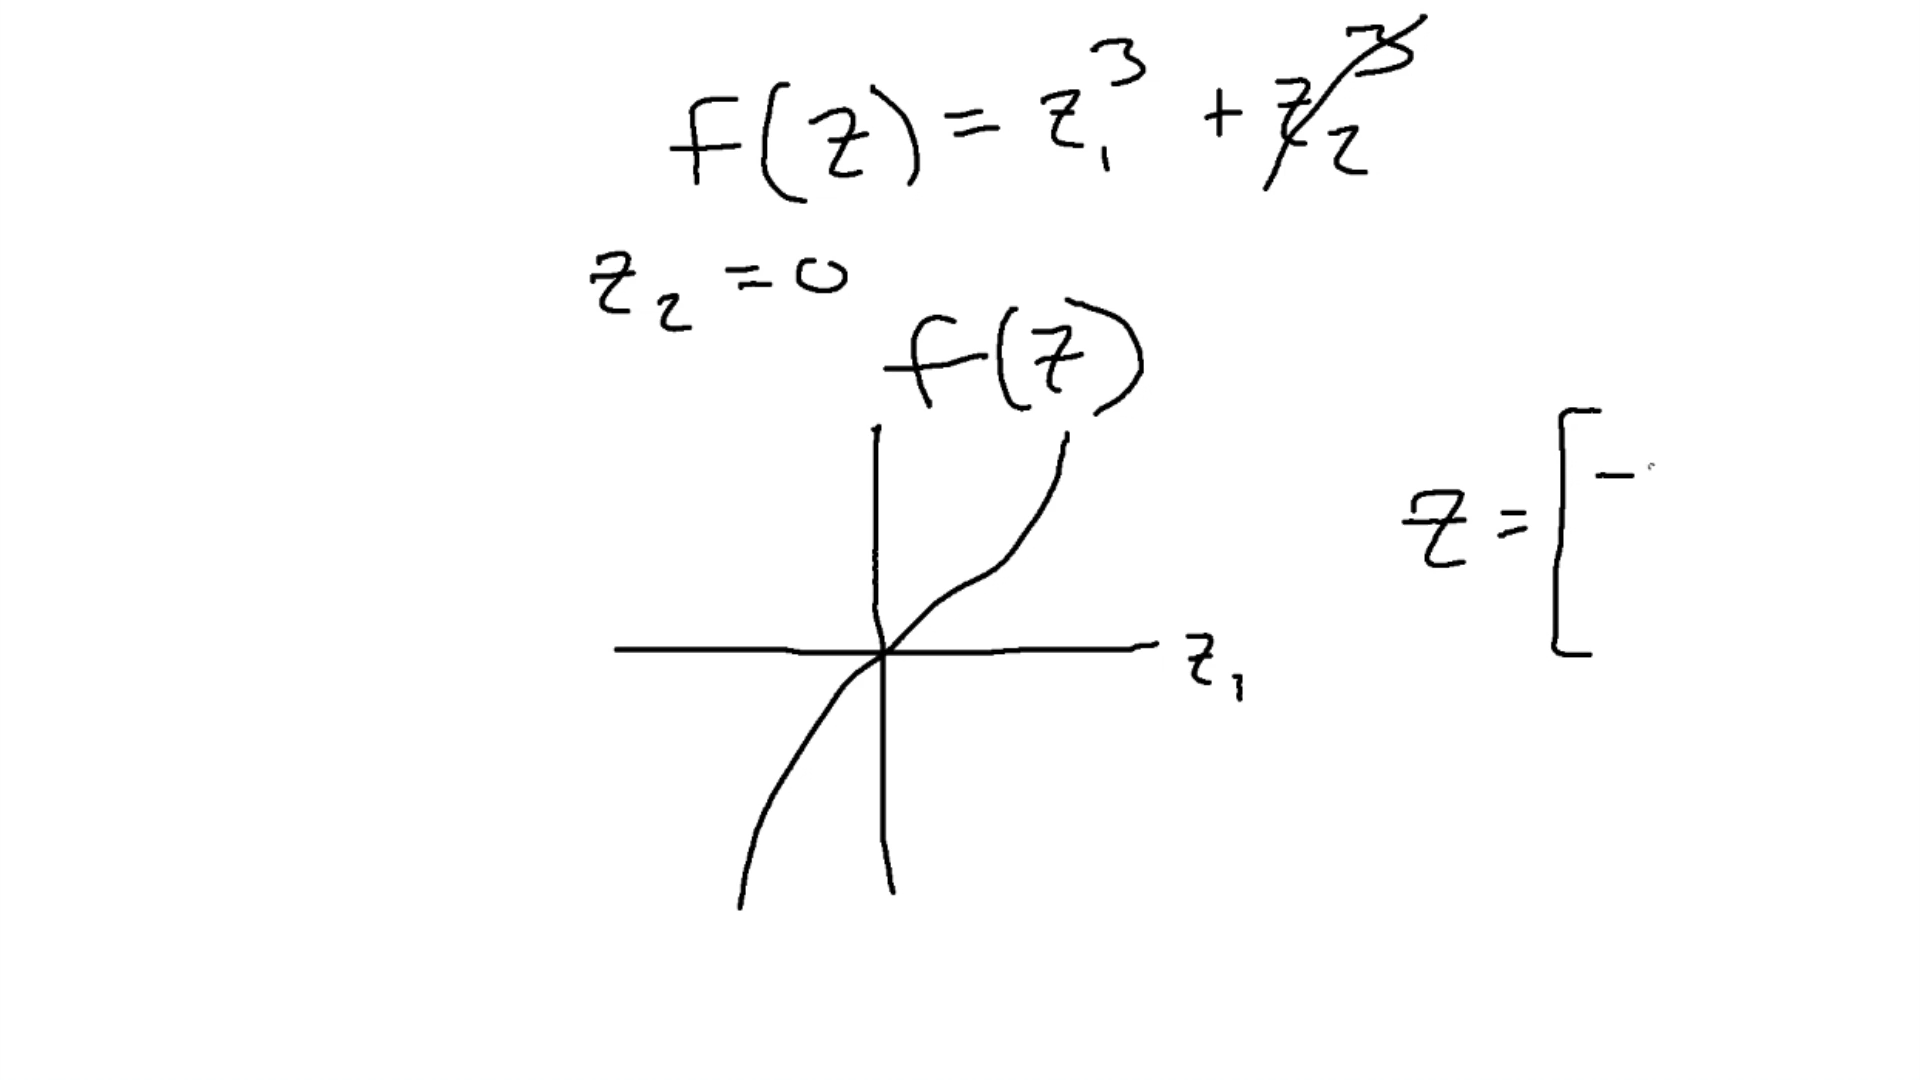 f(z) = z₁³ + z₂³
z₂ = 0
f(z)
z = [ -
z₁